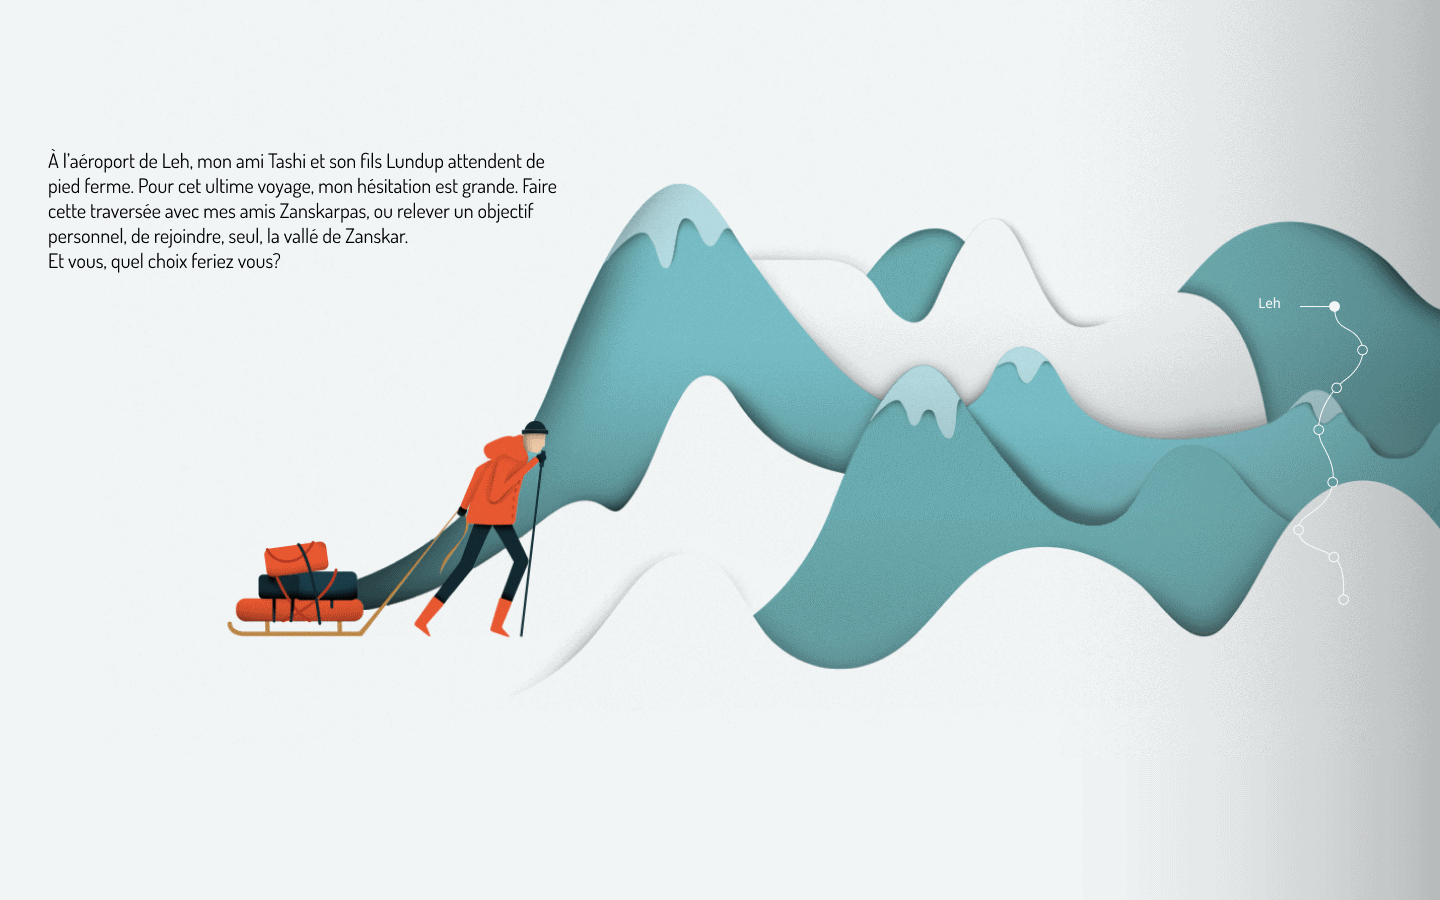 À l'aéroport de Leh, mon ami Tashi et son fils Lundup attendent de
pied ferme. Pour cet ultime voyage, mon hésitation est grande. Faire
cette traversée avec mes amis Zanskarpas, ou relever un objectif
personnel, de rejoindre, seul, la vallé de Zanskar.
Et vous, quel choix feriez vous?
Leh